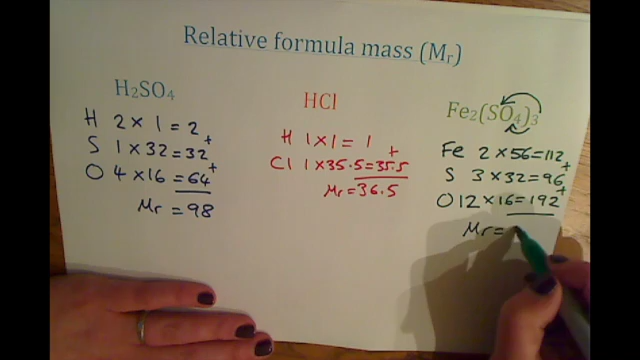 Relative formula mass (Mr)
H2SO4
H 2 × 1 = 2
+
S 1 × 32 = 32
+
O 4 × 16 = 64
Mr = 98
HCl
H 1 × 1 = 1
+
Cl 1 × 35.5 = 35.5
Mr = 36.5
Fe2(SO4)3
Fe 2 × 56 = 112
+
S 3 × 32 = 96
+
O 12 × 16 = 192
Mr =